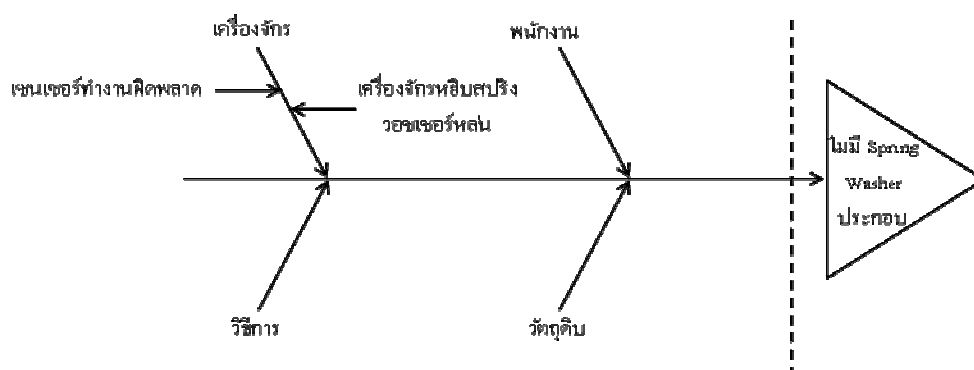 เครื่องจักร
พนักงาน
เซนเซอร์ทำงานผิดพลาด
เครื่องจักรหยิบสปริง
วอชเชอร์หล่น
ไม่มี Spring
Washer
ประกอบ
วิธีการ
วัตถุดิบ